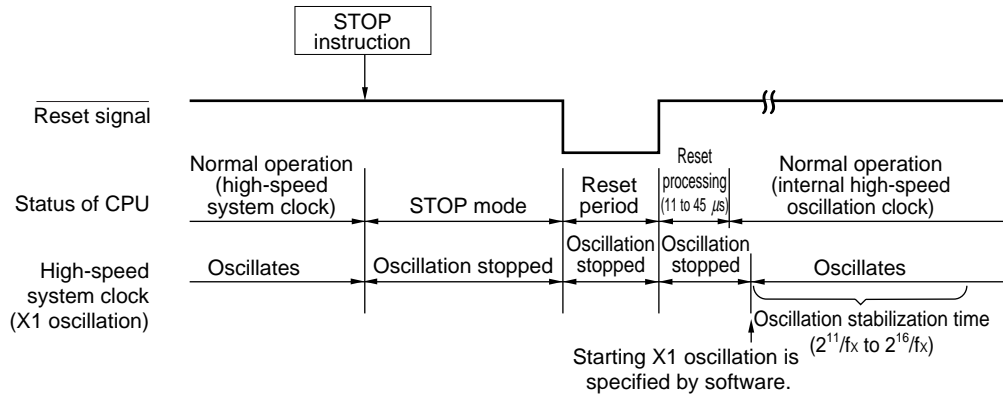 STOP
instruction
Reset signal
Normal operation
(high-speed
system clock)
STOP mode
Reset
period
Reset
processing
(11 to 45 μs)
Normal operation
(internal high-speed
oscillation clock)
Status of CPU
High-speed
system clock
(X1 oscillation)
Oscillates
Oscillation stopped
Oscillation
stopped
Oscillation
stopped
Oscillates
Oscillation stabilization time
(2¹¹/fX to 2¹⁶/fX)
Starting X1 oscillation is
specified by software.